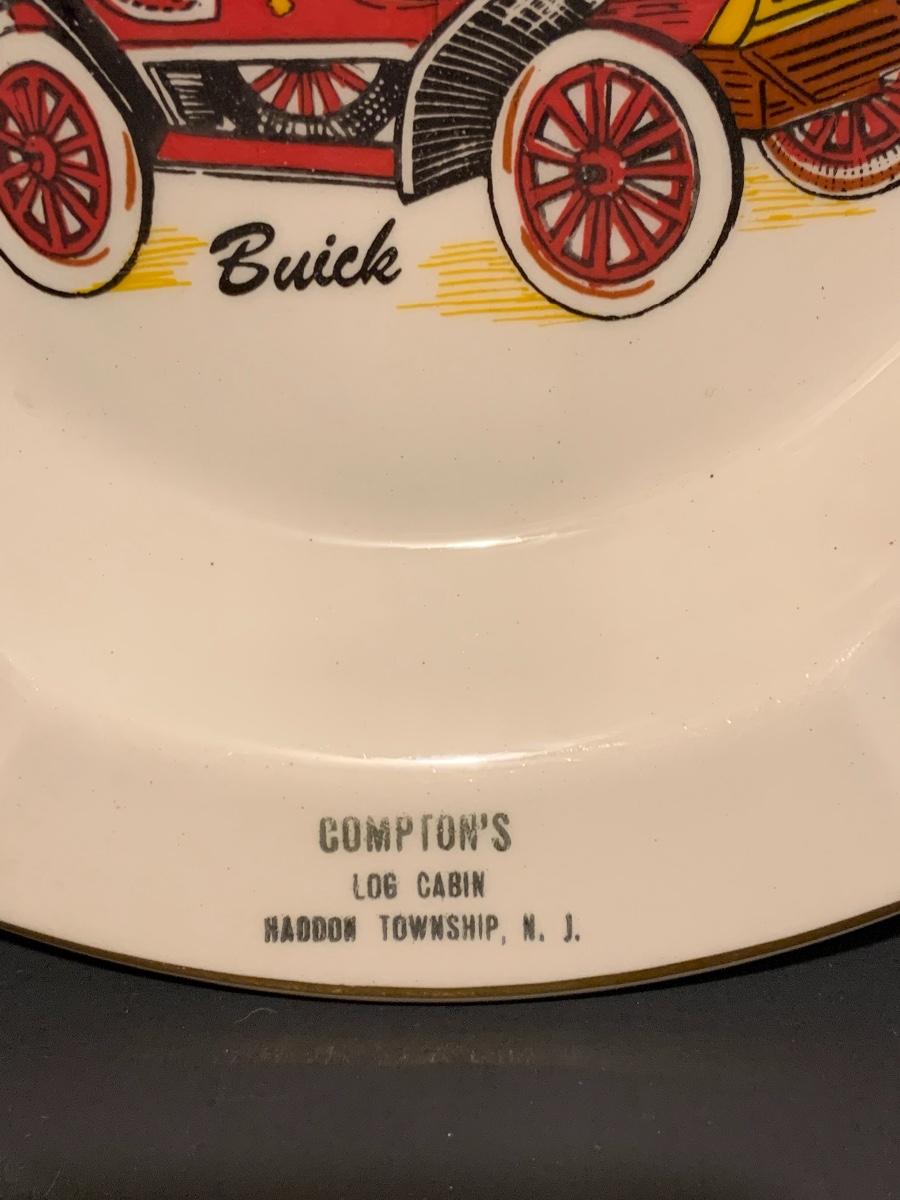 Buick
COMPTON'S
LOG CABIN
HADDON TOWNSHIP, N. J.